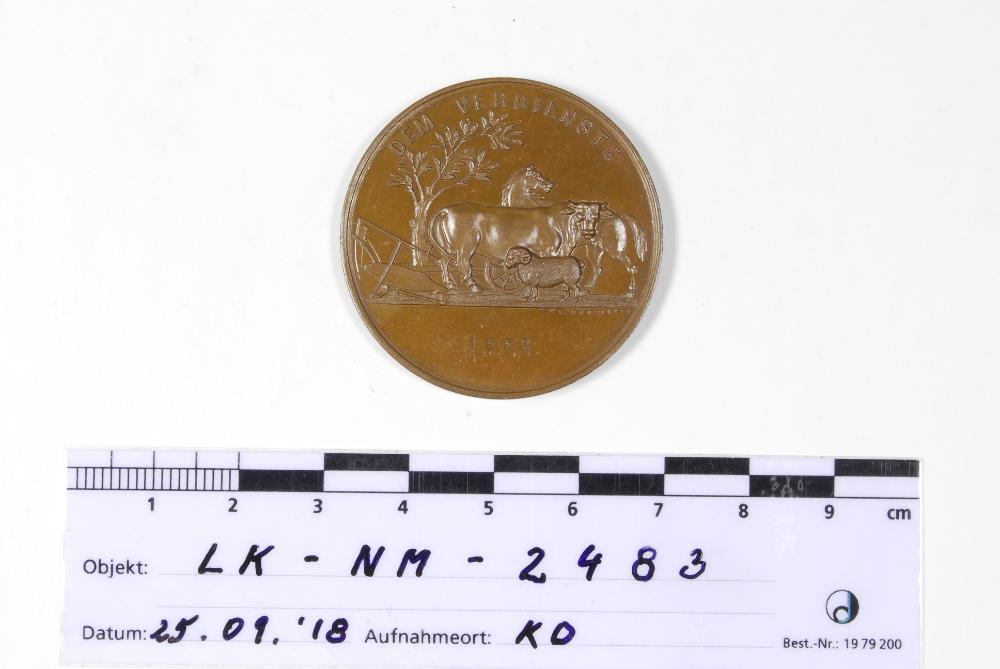 DEM VERDIENSTE
1882
1 2 3 4 5 6 7 8 9 cm
Objekt: LK - NM - 2483
Datum: 25.09.'18 Aufnahmeort: KO
Best.-Nr.: 19 79 200